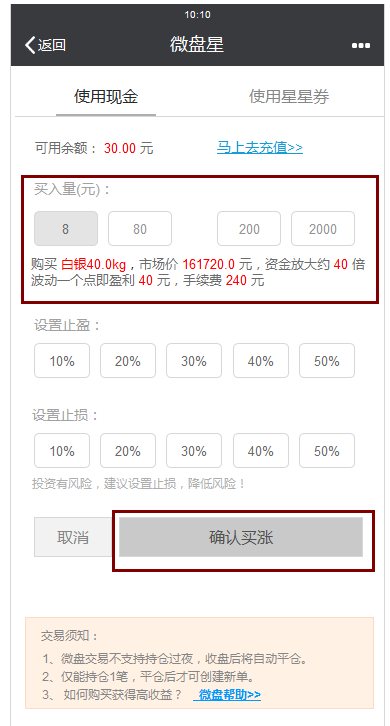 10:10
返回 微盘星
使用现金 使用星星券
可用余额： 30.00 元 马上去充值>>
买入量(元)：
8 80 200 2000
购买 白银40.0kg，市场价 161720.0 元，资金放大约 40 倍
波动一个点即盈利 40 元，手续费 240 元
设置止盈：
10% 20% 30% 40% 50%
设置止损：
10% 20% 30% 40% 50%
投资有风险，建议设置止损，降低风险！
取消 确认买涨
交易须知：
1、微盘交易不支持持仓过夜，收盘后将自动平仓。
2、仅能持仓1笔，平仓后才可创建新单。
3、 如何购买获得高收益？ 微盘帮助>>